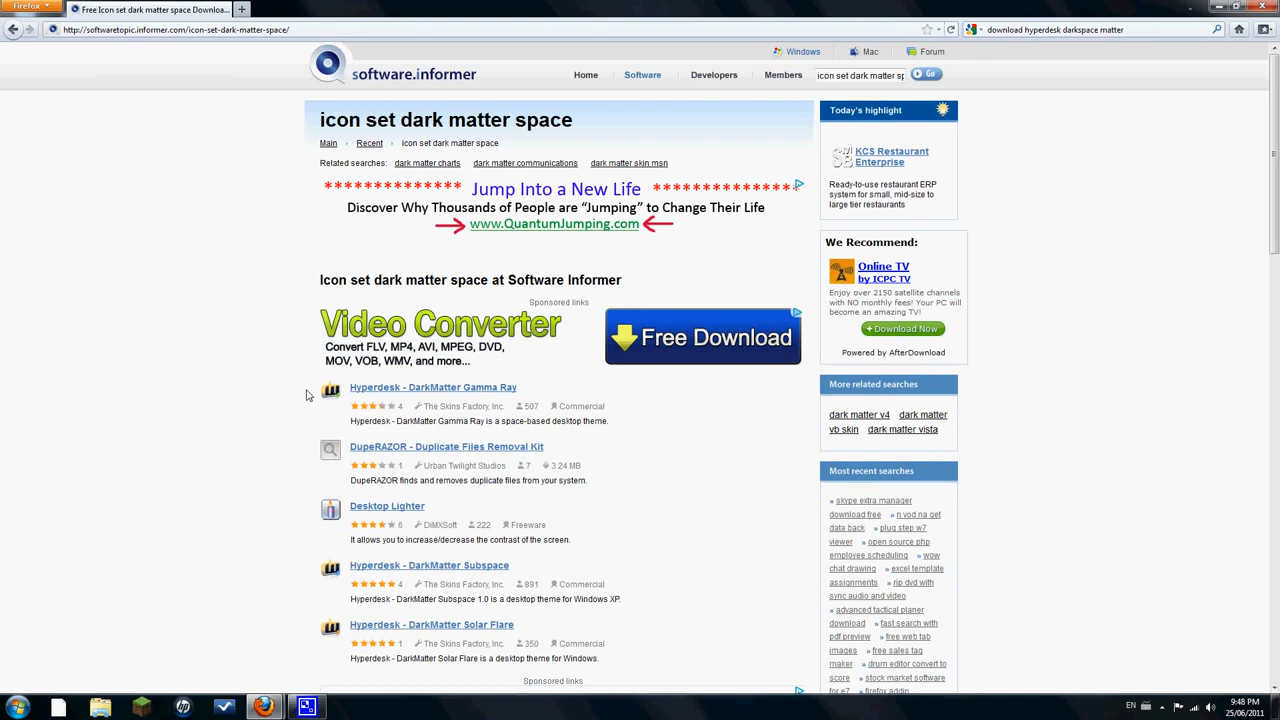 Firefox
Free Icon set dark matter space Downloa...
http://softwaretopic.informer.com/icon-set-dark-matter-space/
download hyperdesk darkspace matter
Windows Mac Forum
software.informer
Home Software Developers Members icon set dark matter sp Go
icon set dark matter space
Main › Recent › icon set dark matter space
Related searches: dark matter charts dark matter communications dark matter skin msn
************* Jump Into a New Life **************
Discover Why Thousands of People are “Jumping” to Change Their Life
www.QuantumJumping.com
Icon set dark matter space at Software Informer
Sponsored links
Video Converter
Convert FLV, MP4, AVI, MPEG, DVD,
MOV, VOB, WMV, and more...
Free Download
Hyperdesk - DarkMatter Gamma Ray
4 The Skins Factory, Inc. 507 Commercial
Hyperdesk - DarkMatter Gamma Ray is a space-based desktop theme.
DupeRAZOR - Duplicate Files Removal Kit
1 Urban Twilight Studios 7 3.24 MB
DupeRAZOR finds and removes duplicate files from your system.
Desktop Lighter
6 DiMXSoft 222 Freeware
It allows you to increase/decrease the contrast of the screen.
Hyperdesk - DarkMatter Subspace
4 The Skins Factory, Inc. 891 Commercial
Hyperdesk - DarkMatter Subspace 1.0 is a desktop theme for Windows XP.
Hyperdesk - DarkMatter Solar Flare
1 The Skins Factory, Inc. 350 Commercial
Hyperdesk - DarkMatter Solar Flare is a desktop theme for Windows.
Sponsored links
Today's highlight
KCS Restaurant
Enterprise
Ready-to-use restaurant ERP
system for small, mid-size to
large tier restaurants
We Recommend:
Online TV
by ICPC TV
Enjoy over 2150 satellite channels
with NO monthly fees! Your PC will
become an amazing TV!
+ Download Now
Powered by AfterDownload
More related searches
dark matter v4 dark matter
vb skin dark matter vista
Most recent searches
» skype extra manager
download free » n vod na get
data back » plug step w7
viewer » open source php
employee scheduling » wow
chat drawing » excel template
assignments » rip dvd with
sync audio and video
» advanced tactical planer
download » fast search with
pdf preview » free web tab
images » free sales tag
maker » drum editor convert to
score » stock market software
for e7 » firefox addin
EN
9:48 PM
25/06/2011